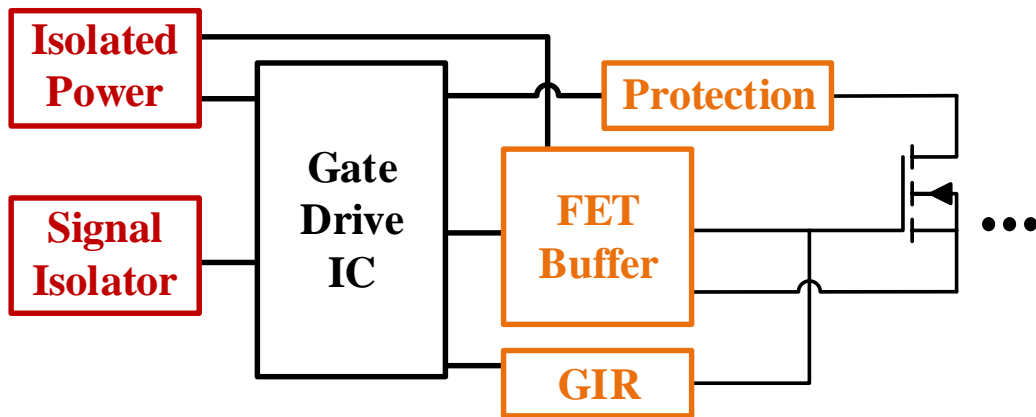 Isolated
Power
Protection
Gate
Drive
IC
FET
Buffer
Signal
Isolator
GIR